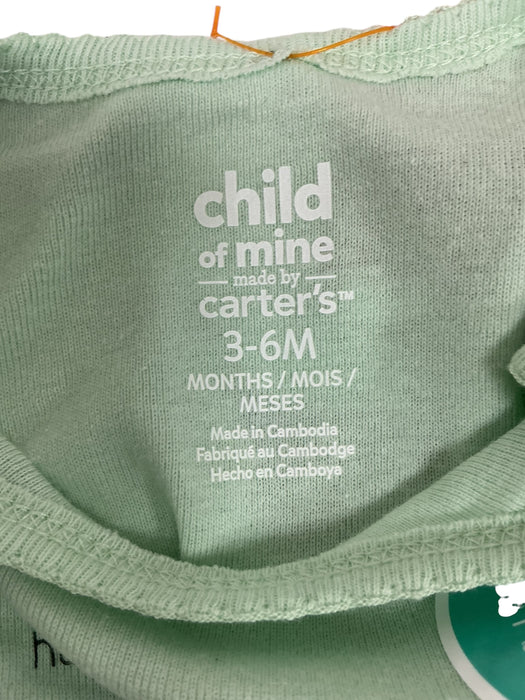 child
of mine
made by
carter's™
3-6M
MONTHS / MOIS /
MESES
Made in Cambodia
Fabriqué au Cambodge
Hecho en Camboya